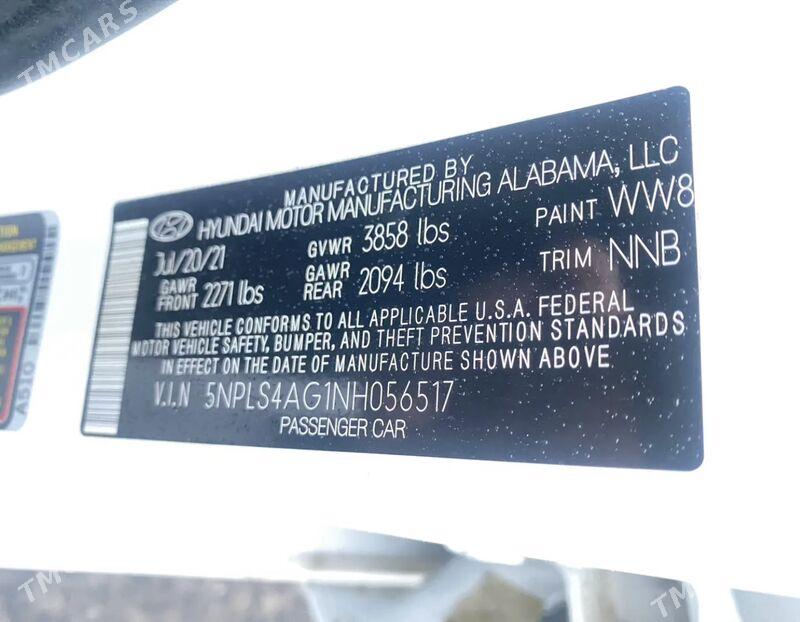 TMCARS
MANUFACTURED BY
HYUNDAI MOTOR MANUFACTURING ALABAMA, LLC
Jul/20/21 GVWR 3858 lbs PAINT WW8
GAWR FRONT 2271 lbs GAWR REAR 2094 lbs TRIM NNB
THIS VEHICLE CONFORMS TO ALL APPLICABLE U.S.A. FEDERAL
MOTOR VEHICLE SAFETY, BUMPER, AND THEFT PREVENTION STANDARDS
IN EFFECT ON THE DATE OF MANUFACTURE SHOWN ABOVE
V.I.N 5NPLS4AG1NH056517
PASSENGER CAR
A510
TMCARS